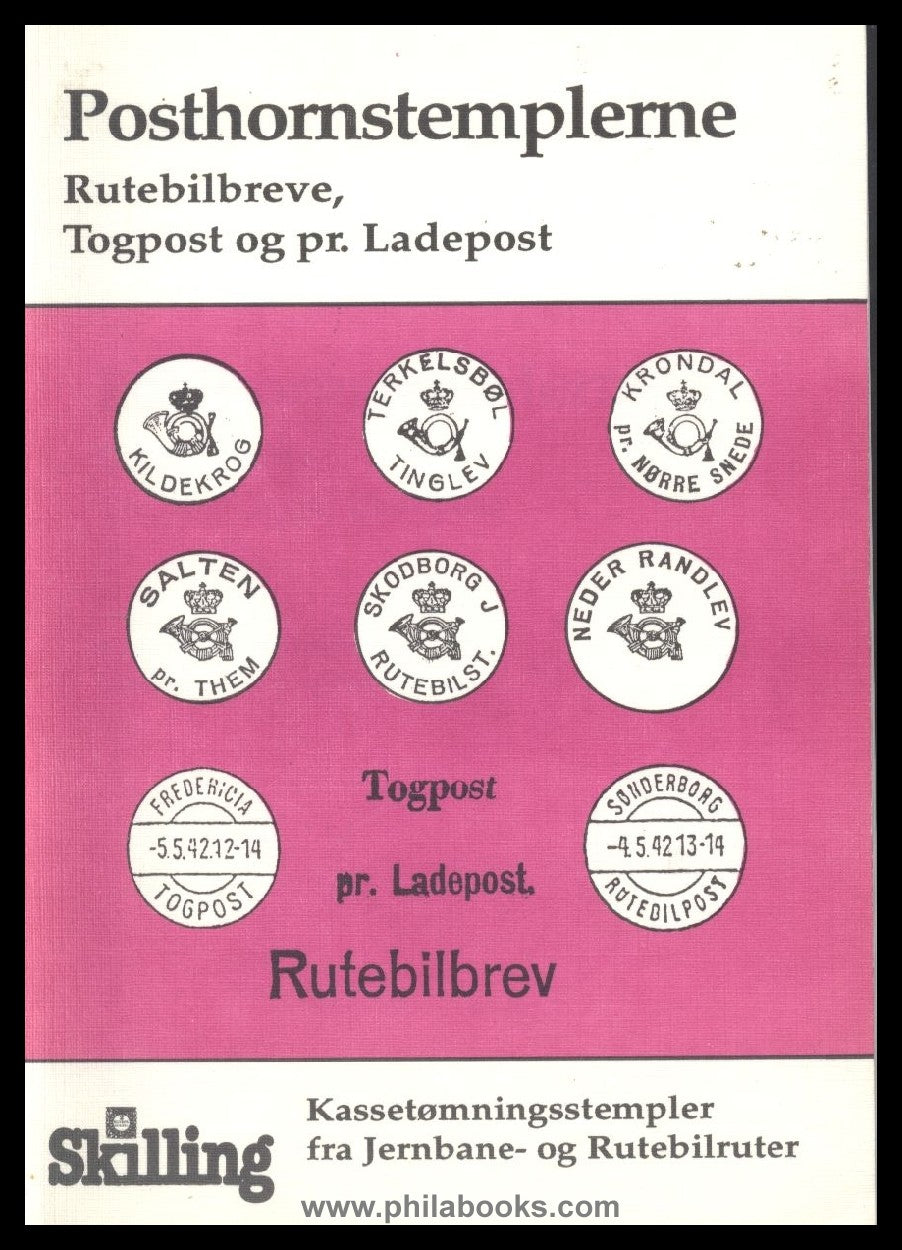 Posthornstemplerne
Rutebilbreve,
Togpost og pr. Ladepost
KILDEKROG
TERKELSBØL
TINGLEV
KRONDAL
pr. NØRRE SNEDE
SALTEN
pr. THEM
SKODBORG J
RUTEBILST.
NEDER RANDLEV
FREDERICIA
-5.5.42.12-14
TOGPOST
Togpost
pr. Ladepost.
SØNDERBORG
-4.5.42 13-14
RUTEBILPOST
Rutebilbrev
Skilling
Kassetømningsstempler
fra Jernbane- og Rutebilruter
www.philabooks.com